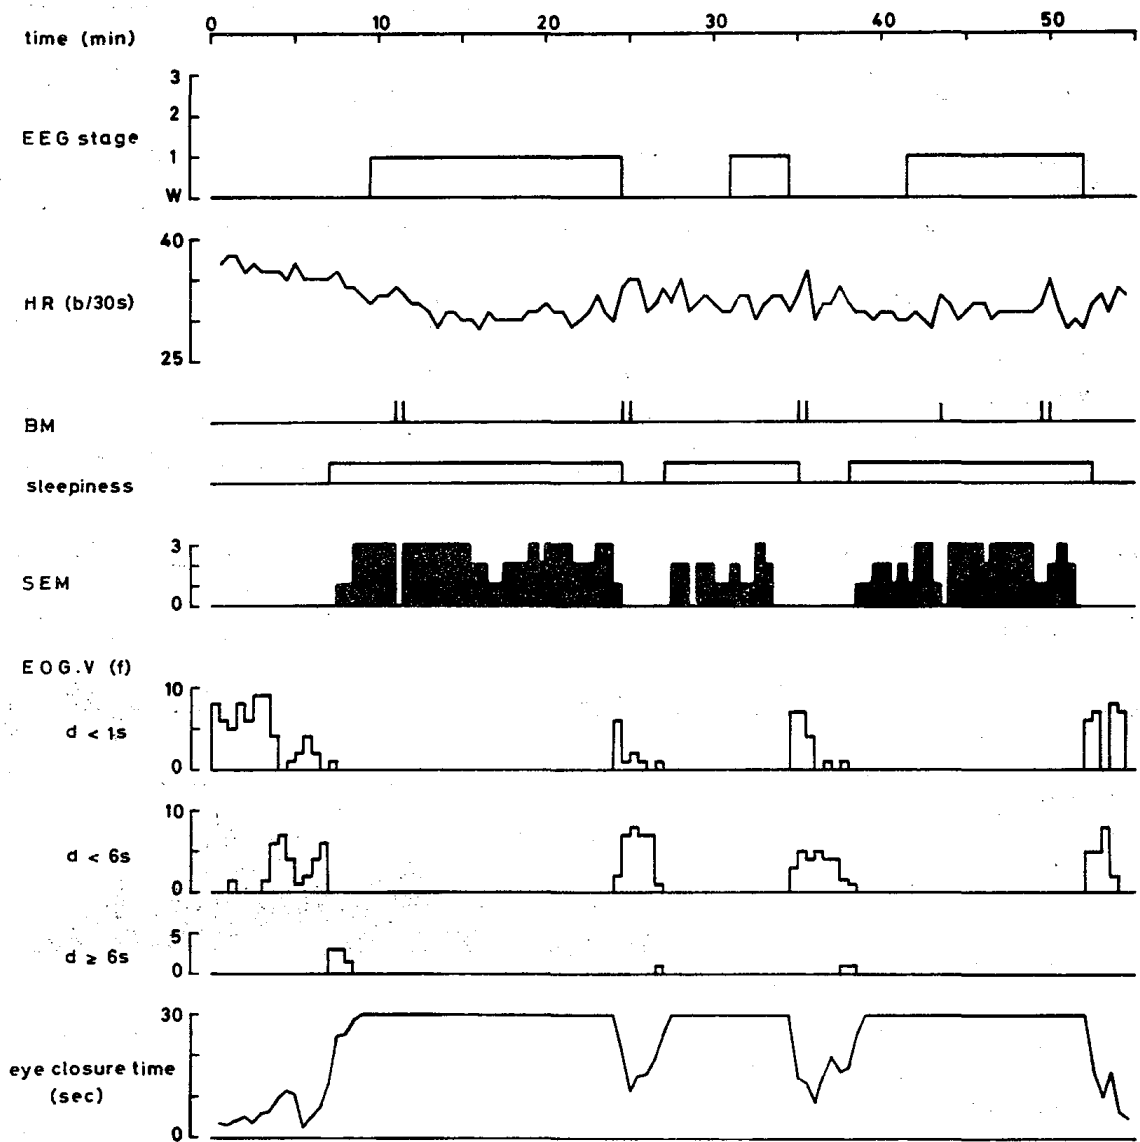 0 10 20 30 40 50
time (min)
3
2
EEG stage
1
W
40
HR (b/30s)
25
BM
sleepiness
3
SEM
0
EOG.V (f)
10
d < 1s
0
10
d < 6s
0
5
d ≥ 6s
0
30
eye closure time
(sec)
0